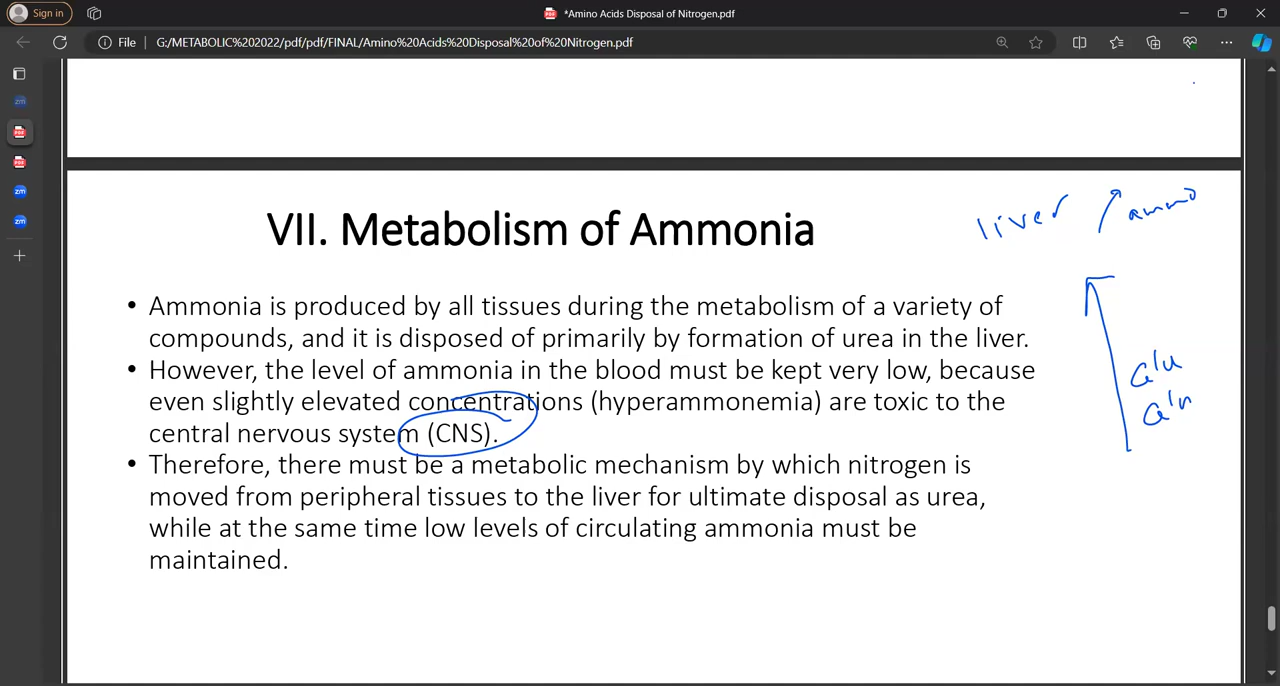 Sign in
*Amino Acids Disposal of Nitrogen.pdf
File
G:/METABOLIC%202022/pdf/pdf/FINAL/Amino%20Acids%20Disposal%20of%20Nitrogen.pdf
zm
zm
zm
VII. Metabolism of Ammonia
liver
ammo
• Ammonia is produced by all tissues during the metabolism of a variety of
compounds, and it is disposed of primarily by formation of urea in the liver.
• However, the level of ammonia in the blood must be kept very low, because
even slightly elevated concentrations (hyperammonemia) are toxic to the
central nervous system (CNS).
• Therefore, there must be a metabolic mechanism by which nitrogen is
moved from peripheral tissues to the liver for ultimate disposal as urea,
while at the same time low levels of circulating ammonia must be
maintained.